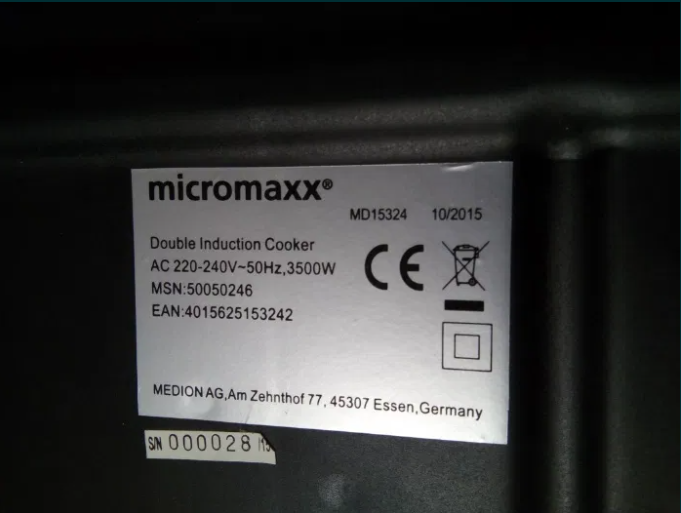 micromaxx®
MD15324 10/2015
Double Induction Cooker
AC 220-240V~50Hz,3500W
MSN:50050246
EAN:4015625153242
CE
MEDION AG,Am Zehnthof 77, 45307 Essen,Germany
S/N 000028